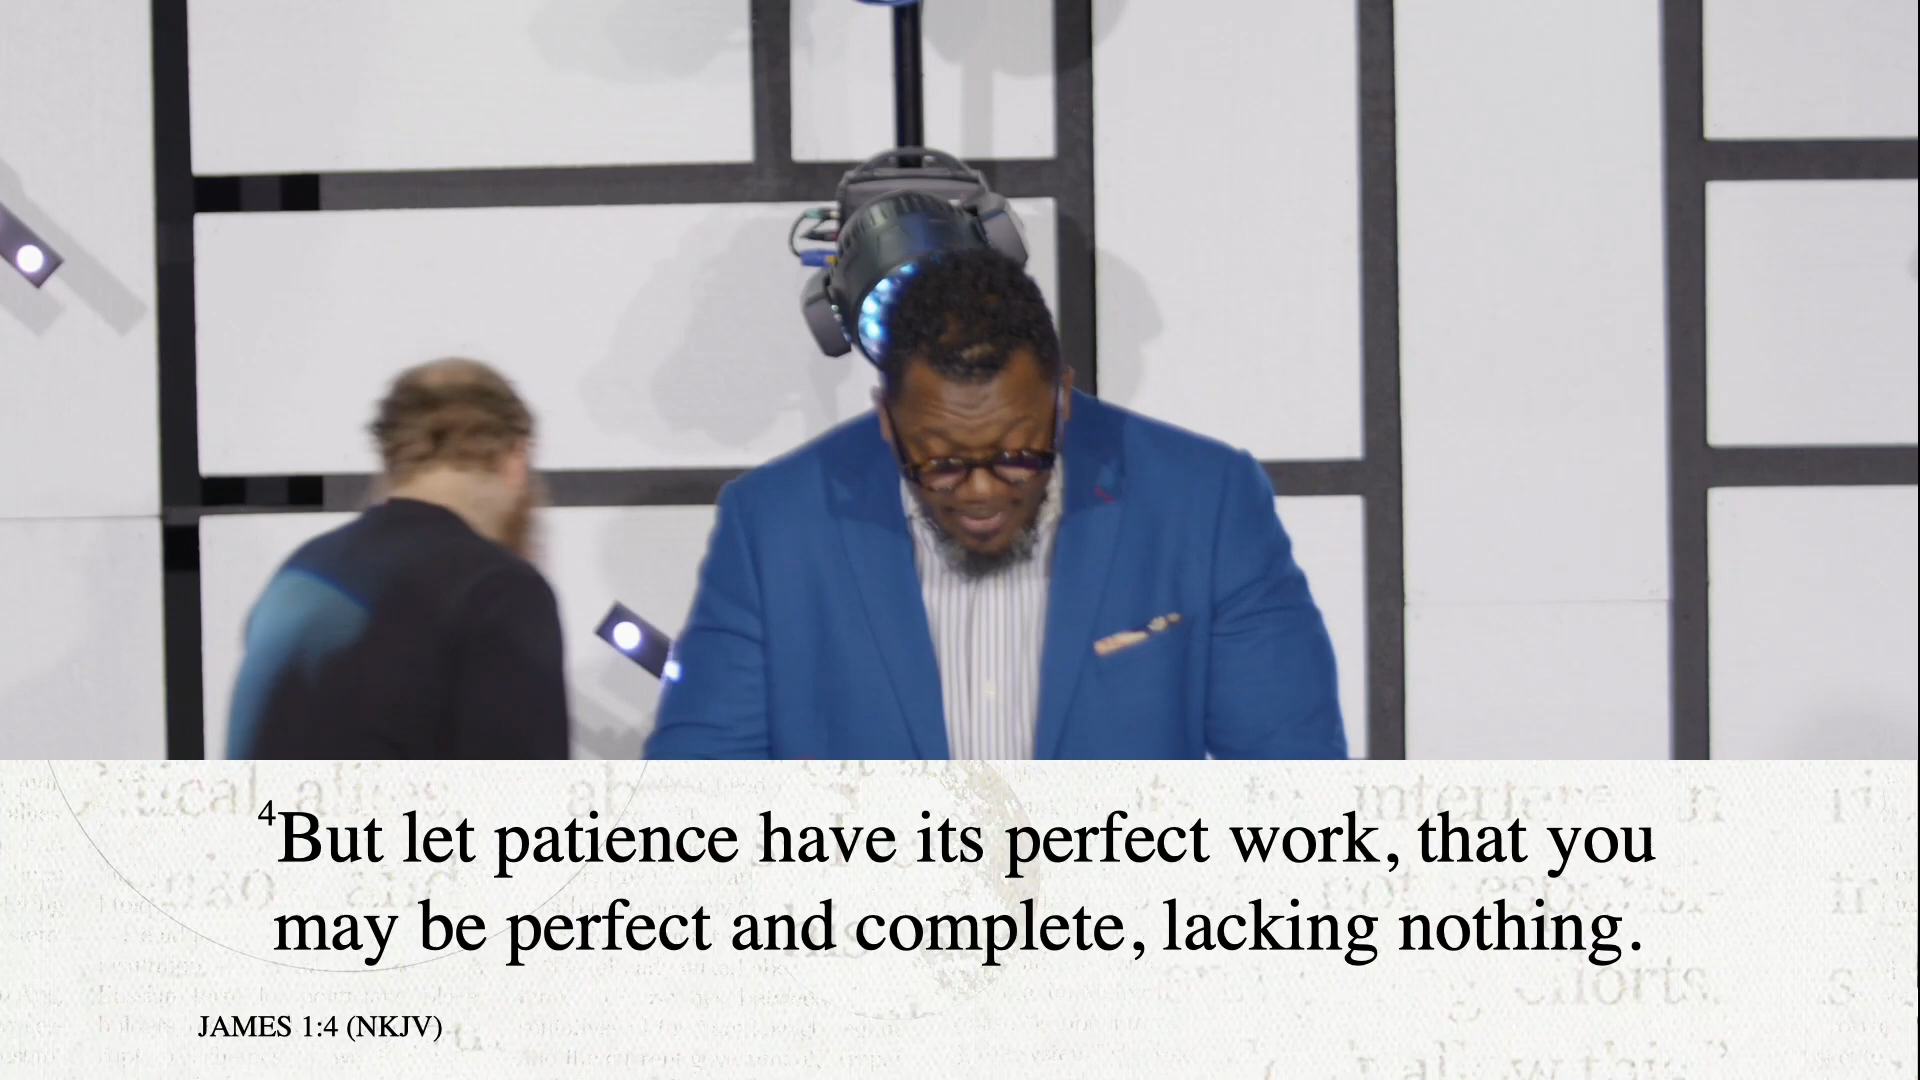 ⁴But let patience have its perfect work, that you
may be perfect and complete, lacking nothing.
JAMES 1:4 (NKJV)